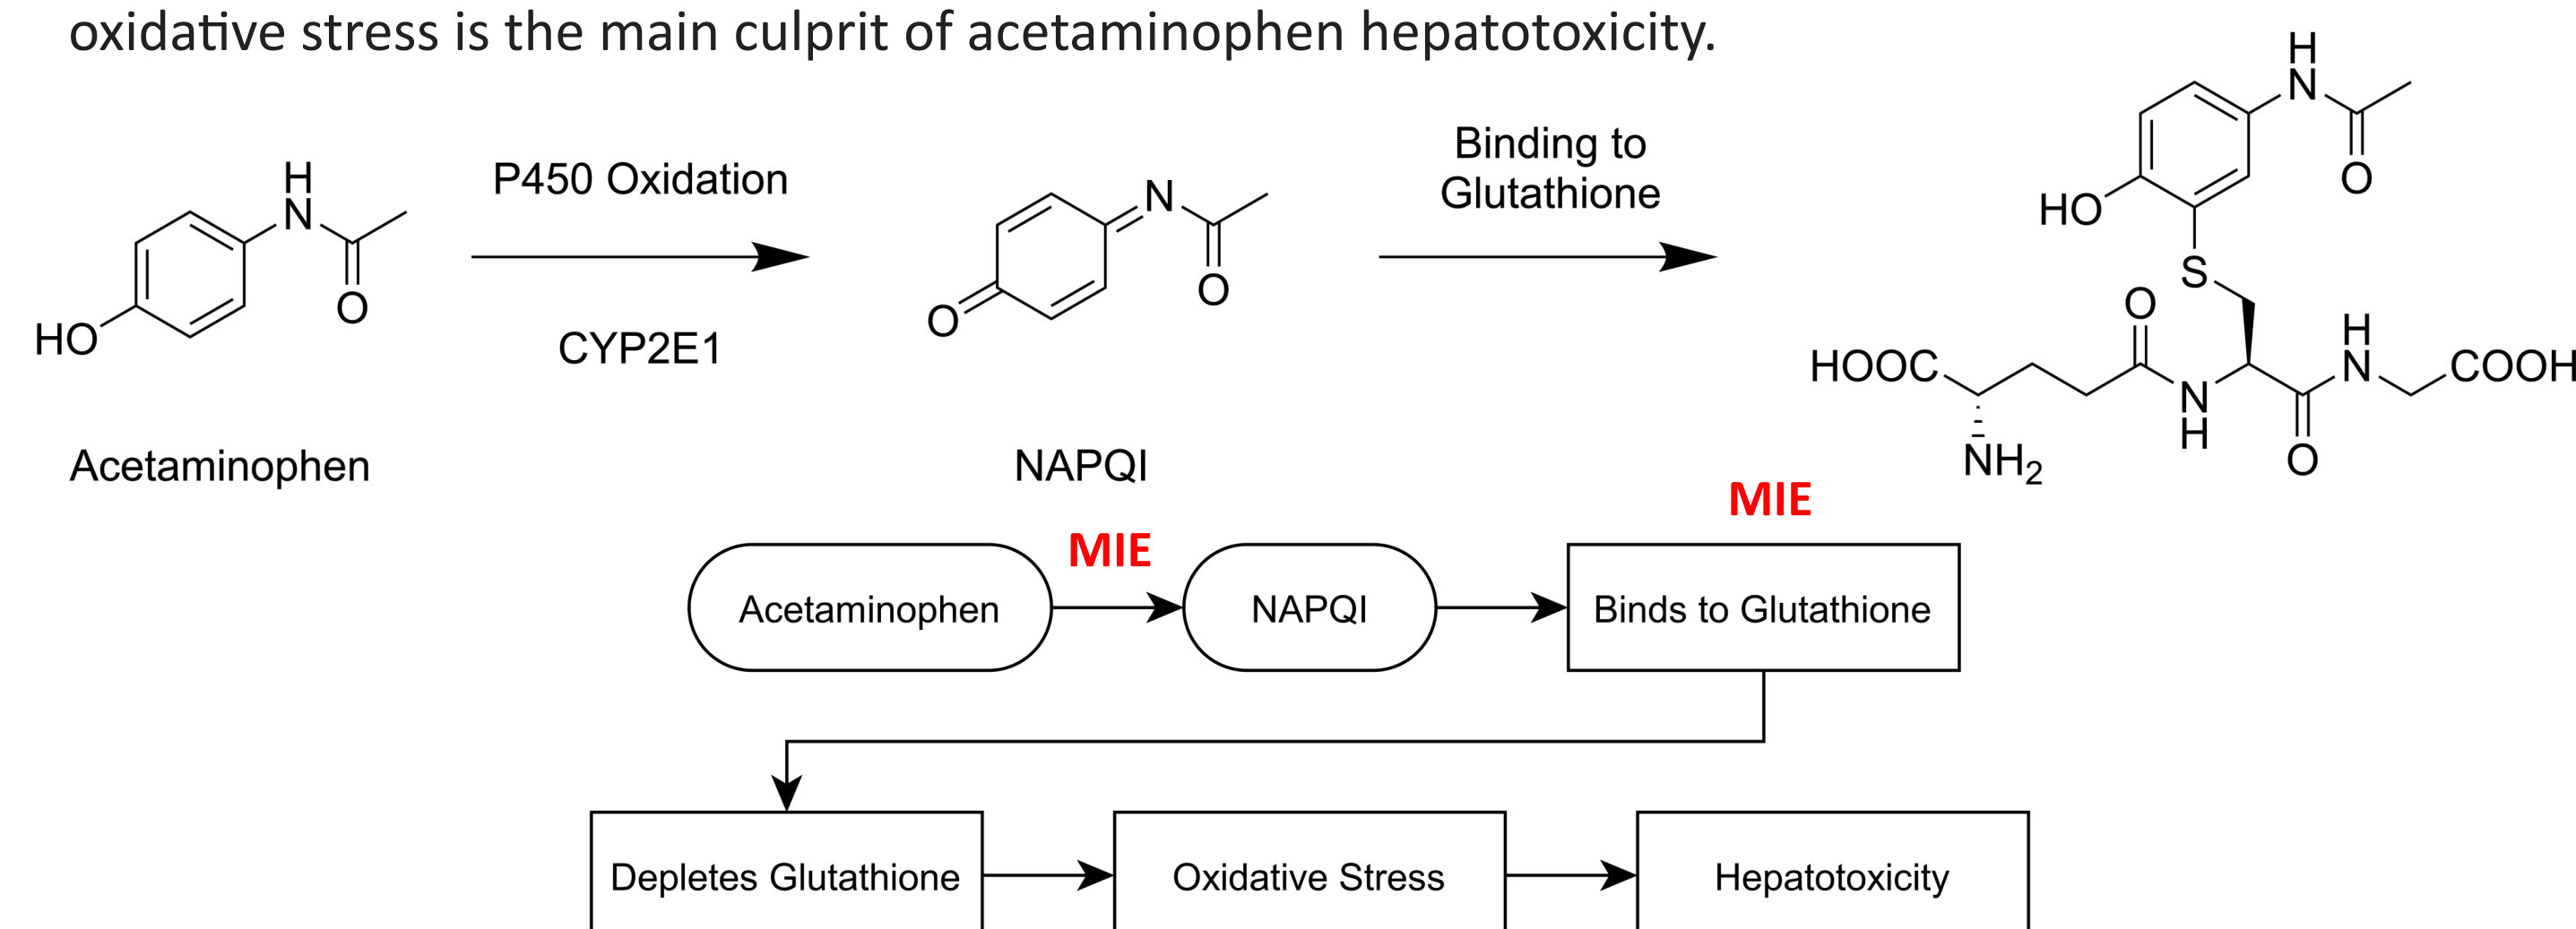 oxidative stress is the main culprit of acetaminophen hepatotoxicity.
H
N
O
HO
P450 Oxidation
CYP2E1
Acetaminophen
N
O
O
NAPQI
Binding to
Glutathione
H
N
O
HO
S
O
H
HOOC
N
COOH
N
H
NH2
O
MIE
MIE
Acetaminophen
NAPQI
Binds to Glutathione
Depletes Glutathione
Oxidative Stress
Hepatotoxicity